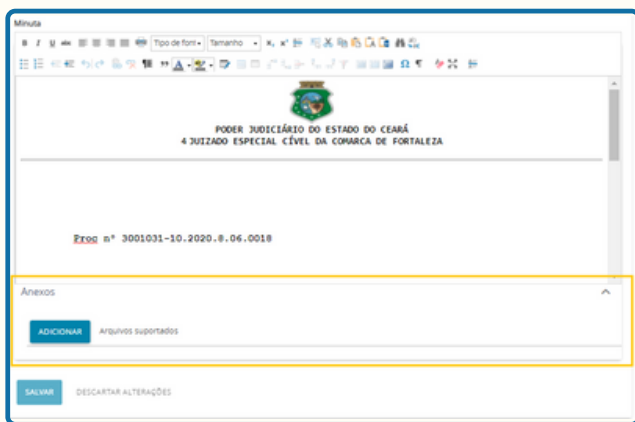 Minuta
B I U abc Tipo de font Tamanho
PODER JUDICIÁRIO DO ESTADO DO CEARÁ
4 JUIZADO ESPECIAL CÍVEL DA COMARCA DE FORTALEZA
Proc nº 3001031-10.2020.8.06.0018
Anexos
ADICIONAR Arquivos suportados
SALVAR DESCARTAR ALTERAÇÕES